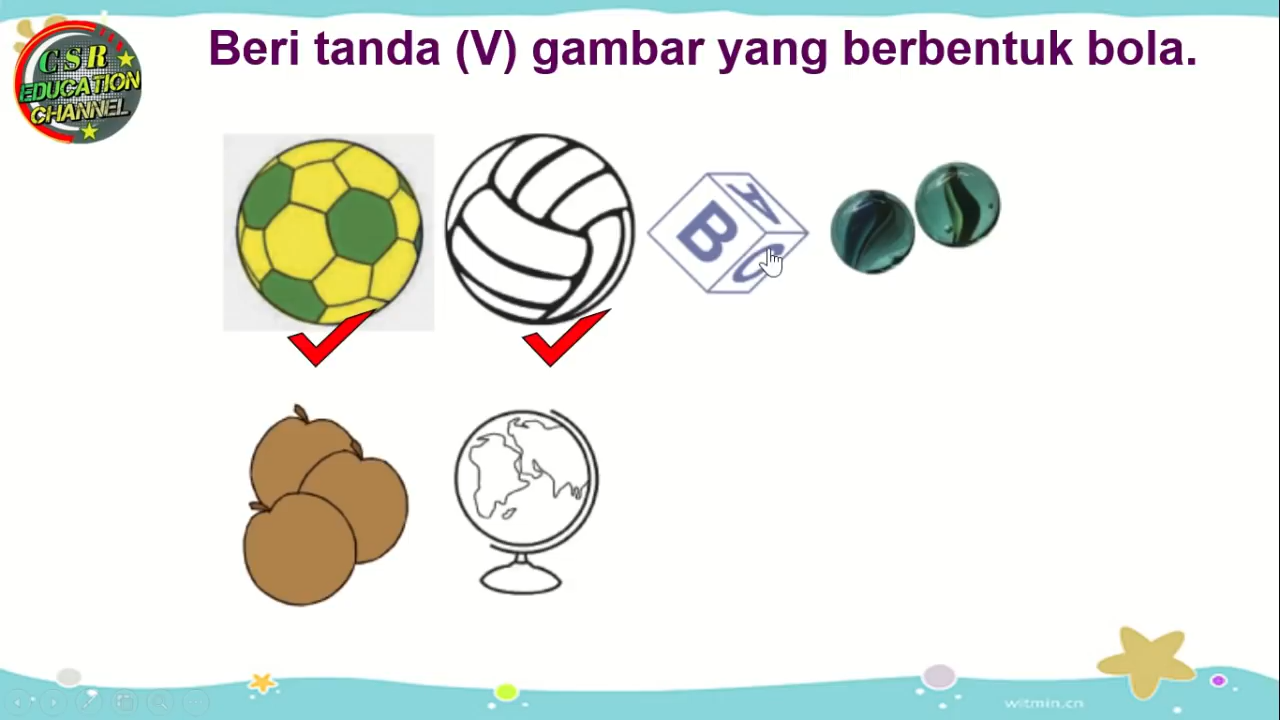 Beri tanda (V) gambar yang berbentuk bola.
CSR
EDUCATION
CHANNEL
B
A
C
witmin.cn